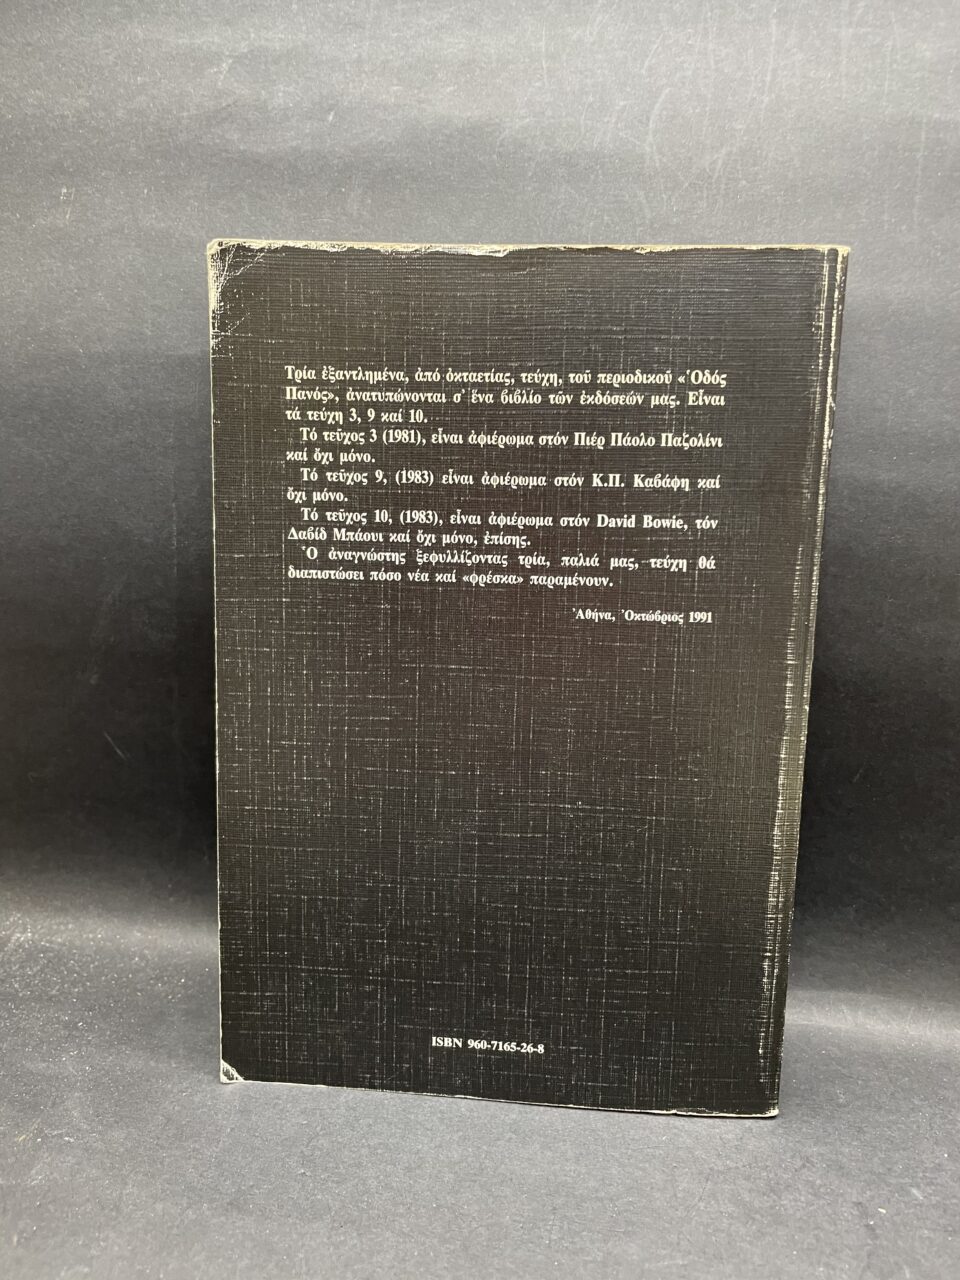 Τρία ἐξαντλημένα, ἀπό ὀκταετίας, τεύχη, τοῦ περιοδικοῦ «Ὁδός
Πανός», ἀνατυπώνονται σ' ἕνα βιβλίο τῶν ἐκδόσεών μας. Εἶναι
τά τεύχη 3, 9 καί 10.
Τό τεῦχος 3 (1981), εἶναι ἀφιέρωμα στόν Πιέρ Πάολο Παζολίνι
καί ὄχι μόνο.
Τό τεῦχος 9, (1983) εἶναι ἀφιέρωμα στόν Κ.Π. Καβάφη καί
ὄχι μόνο.
Τό τεῦχος 10, (1983), εἶναι ἀφιέρωμα στόν David Bowie, τόν
Δαβίδ Μπάουι καί ὄχι μόνο, ἐπίσης.
Ὁ ἀναγνώστης ξεφυλλίζοντας τρία, παλιά μας, τεύχη θά
διαπιστώσει πόσο νέα καί «φρέσκα» παραμένουν.
Ἀθήνα, Ὀκτώβριος 1991
ISBN 960-7165-26-8